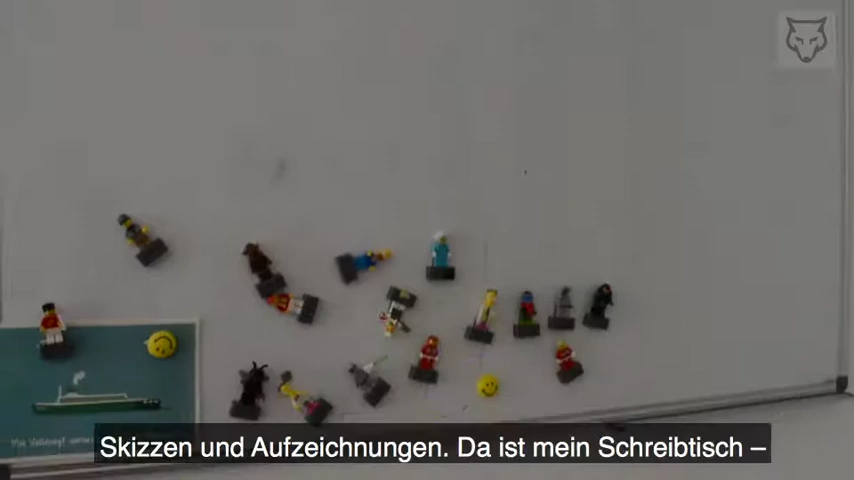 Skizzen und Aufzeichnungen. Da ist mein Schreibtisch –